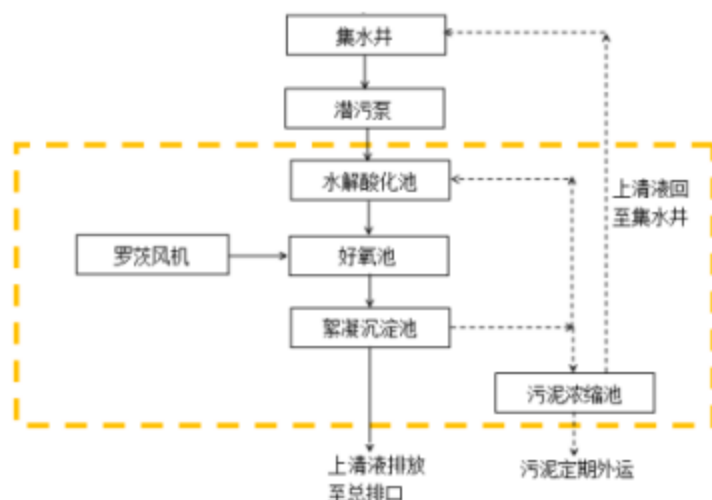 集水井
潜污泵
水解酸化池
上清液回
至集水井
罗茨风机
好氧池
絮凝沉淀池
污泥浓缩池
上清液排放
至总排口
污泥定期外运